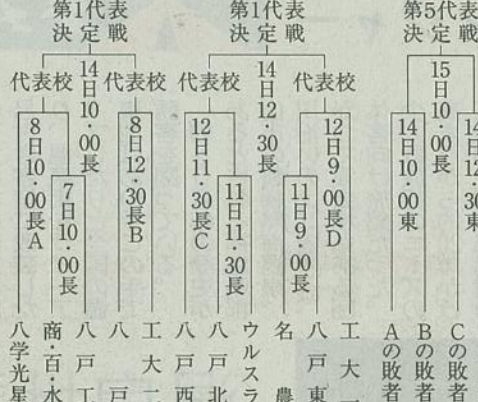 第1代表
決定戦
第1代表
決定戦
第5代表
決定戦
代表校
14日10・00長
代表校
代表校
14日12・30長
代表校
15日10・00長
8日10・00長A
7日10・00長
8日12・30長B
12日11・30長C
11日11・30長
11日9・00長
12日9・00長D
14日10・00東
14日12・30東
八学光星
商・百・水
八戸工
八戸
工大二
八戸西
八戸北
ウルスラ
名農
八戸東
工大一
Aの敗者
Bの敗者
Cの敗者